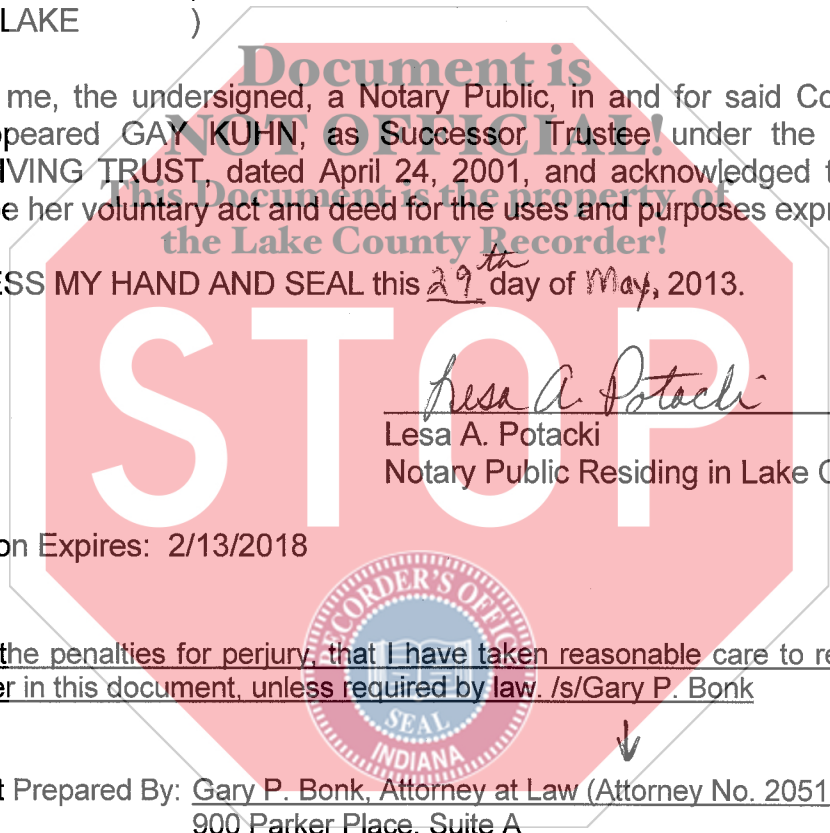 LAKE )
Document is
me, the undersigned, a Notary Public, in and for said Co
peared GAY KUHN, as Successor Trustee under the
NOT OFFICIAL!
IVING TRUST, dated April 24, 2001, and acknowledged t
This Document is the property of
e her voluntary act and deed for the uses and purposes expr
the Lake County Recorder!
ESS MY HAND AND SEAL this 29th day of May, 2013.
STOP
Lesa A. Potacki
Lesa A. Potacki
Notary Public Residing in Lake C
on Expires: 2/13/2018
RECORDER'S OFFICE
the penalties for perjury, that I have taken reasonable care to re
er in this document, unless required by law. /s/Gary P. Bonk
SEAL
INDIANA
t Prepared By: Gary P. Bonk, Attorney at Law (Attorney No. 2051
900 Parker Place, Suite A